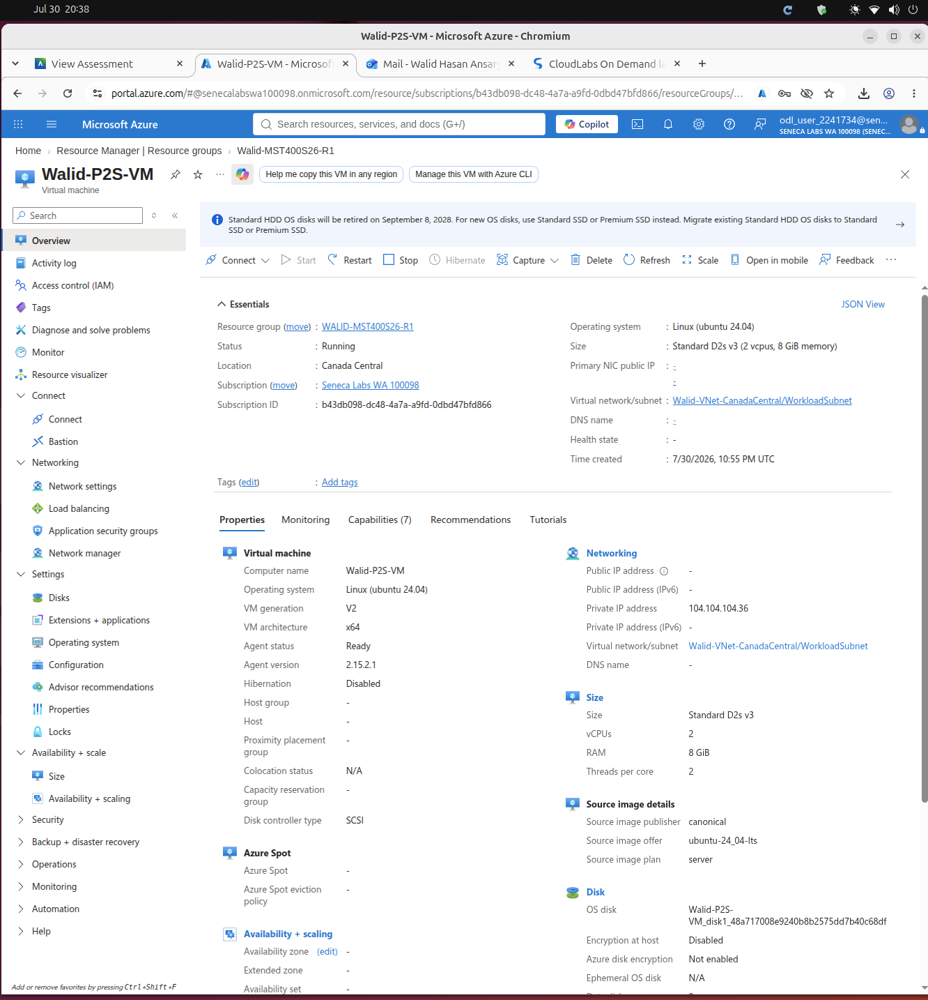 Jul 30  20:38
Walid-P2S-VM - Microsoft Azure - Chromium
View Assessment
Walid-P2S-VM - Microsof
Mail - Walid Hasan Ansar
CloudLabs On Demand la
portal.azure.com/#@senecalabswa100098.onmicrosoft.com/resource/subscriptions/b43db098-dc48-4a7a-a9fd-0dbd47bfd866/resourceGroups/…
Microsoft Azure
Search resources, services, and docs (G+/)
Copilot
odl_user_2241734@sen...
SENECA LABS WA 100098 (SENEC...
Home > Resource Manager | Resource groups > Walid-MST400S26-R1
Walid-P2S-VM
Virtual machine
Help me copy this VM in any region
Manage this VM with Azure CLI
Search
Overview
Activity log
Access control (IAM)
Tags
Diagnose and solve problems
Monitor
Resource visualizer
Connect
Connect
Bastion
Networking
Network settings
Load balancing
Application security groups
Network manager
Settings
Disks
Extensions + applications
Operating system
Configuration
Advisor recommendations
Properties
Locks
Availability + scale
Size
Availability + scaling
Security
Backup + disaster recovery
Operations
Monitoring
Automation
Help
Add or remove favorites by pressing Ctrl+Shift+F
Standard HDD OS disks will be retired on September 8, 2028. For new OS disks, use Standard SSD or Premium SSD instead. Migrate existing Standard HDD OS disks to Standard
SSD or Premium SSD.
Connect
Start
Restart
Stop
Hibernate
Capture
Delete
Refresh
Scale
Open in mobile
Feedback
Essentials
JSON View
Resource group (move) : WALID-MST400S26-R1
Status : Running
Location : Canada Central
Subscription (move) : Seneca Labs WA 100098
Subscription ID : b43db098-dc48-4a7a-a9fd-0dbd47bfd866
Operating system : Linux (ubuntu 24.04)
Size : Standard D2s v3 (2 vcpus, 8 GiB memory)
Primary NIC public IP : -
-
Virtual network/subnet : Walid-VNet-CanadaCentral/WorkloadSubnet
DNS name : -
Health state : -
Time created : 7/30/2026, 10:55 PM UTC
Tags (edit) : Add tags
Properties
Monitoring
Capabilities (7)
Recommendations
Tutorials
Virtual machine
Computer name Walid-P2S-VM
Operating system Linux (ubuntu 24.04)
VM generation V2
VM architecture x64
Agent status Ready
Agent version 2.15.2.1
Hibernation Disabled
Host group -
Host -
Proximity placement -
group
Colocation status N/A
Capacity reservation -
group
Disk controller type SCSI
Azure Spot
Azure Spot -
Azure Spot eviction -
policy
Availability + scaling
Availability zone (edit) -
Extended zone -
Availability set -
Networking
Public IP address -
Public IP address (IPv6) -
Private IP address 104.104.104.36
Private IP address (IPv6) -
Virtual network/subnet Walid-VNet-CanadaCentral/WorkloadSubnet
DNS name -
Size
Size Standard D2s v3
vCPUs 2
RAM 8 GiB
Threads per core 2
Source image details
Source image publisher canonical
Source image offer ubuntu-24_04-lts
Source image plan server
Disk
OS disk Walid-P2S-
VM_disk1_48a717008e9240b8b2575dd7b40c68df
Encryption at host Disabled
Azure disk encryption Not enabled
Ephemeral OS disk N/A